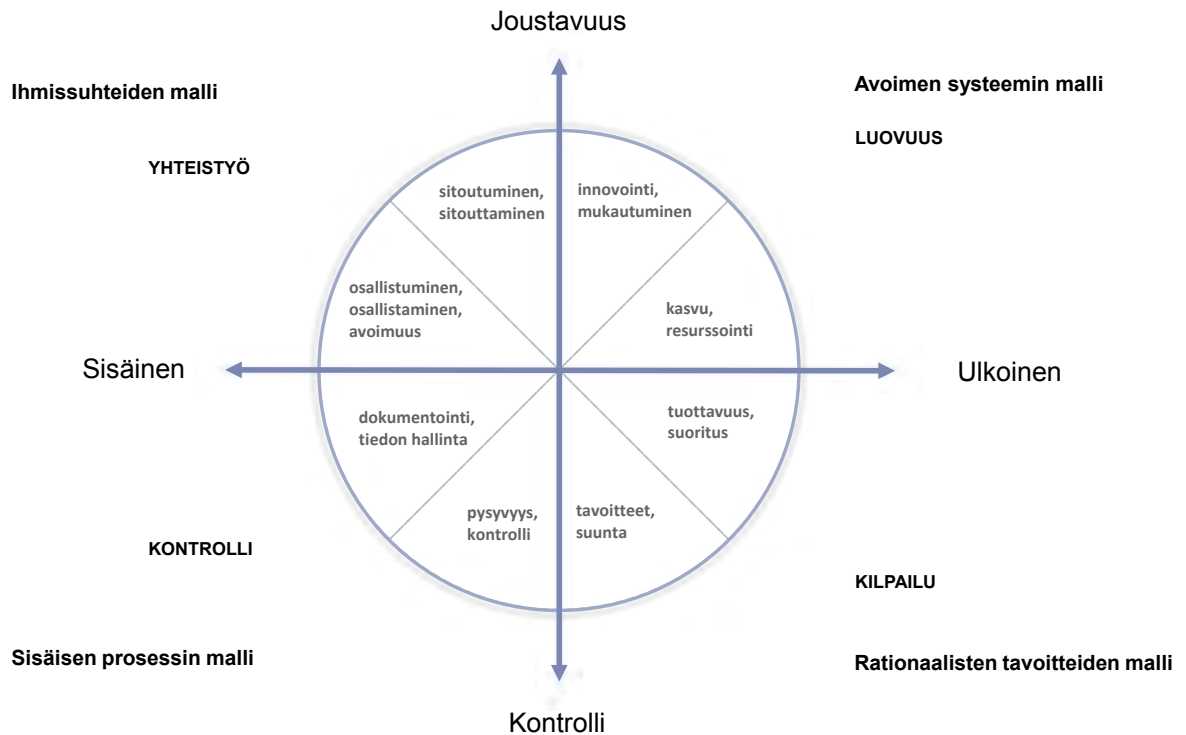 Joustavuus
Ihmissuhteiden malli
Avoimen systeemin malli
YHTEISTYÖ
LUOVUUS
sitoutuminen,
sitouttaminen
innovointi,
mukautuminen
osallistuminen,
osallistaminen,
avoimuus
kasvu,
resurssointi
Sisäinen
Ulkoinen
dokumentointi,
tiedon hallinta
tuottavuus,
suoritus
pysyvyys,
kontrolli
tavoitteet,
suunta
KONTROLLI
KILPAILU
Sisäisen prosessin malli
Rationaalisten tavoitteiden malli
Kontrolli